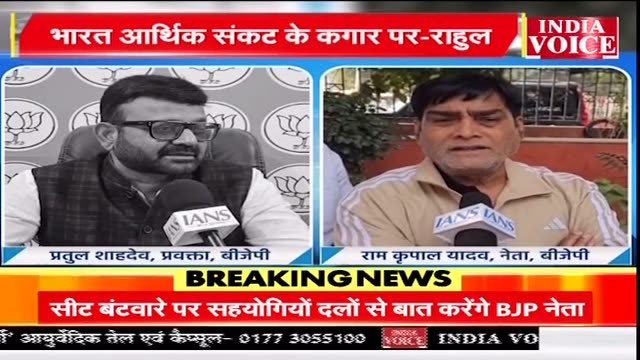 भारत आर्थिक संकट के कगार पर-राहुल
INDIA
VOICE
IANS
IANS
प्रतुल शाहदेव, प्रवक्ता, बीजेपी
राम कृपाल यादव, नेता, बीजेपी
BREAKING NEWS
सीट बंटवारे पर सहयोगियों दलों से बात करेंगे BJP नेता
आयुर्वेदिक तेल एवं कैप्सूल- 0177 3055100 INDIA VOICE INDIA V